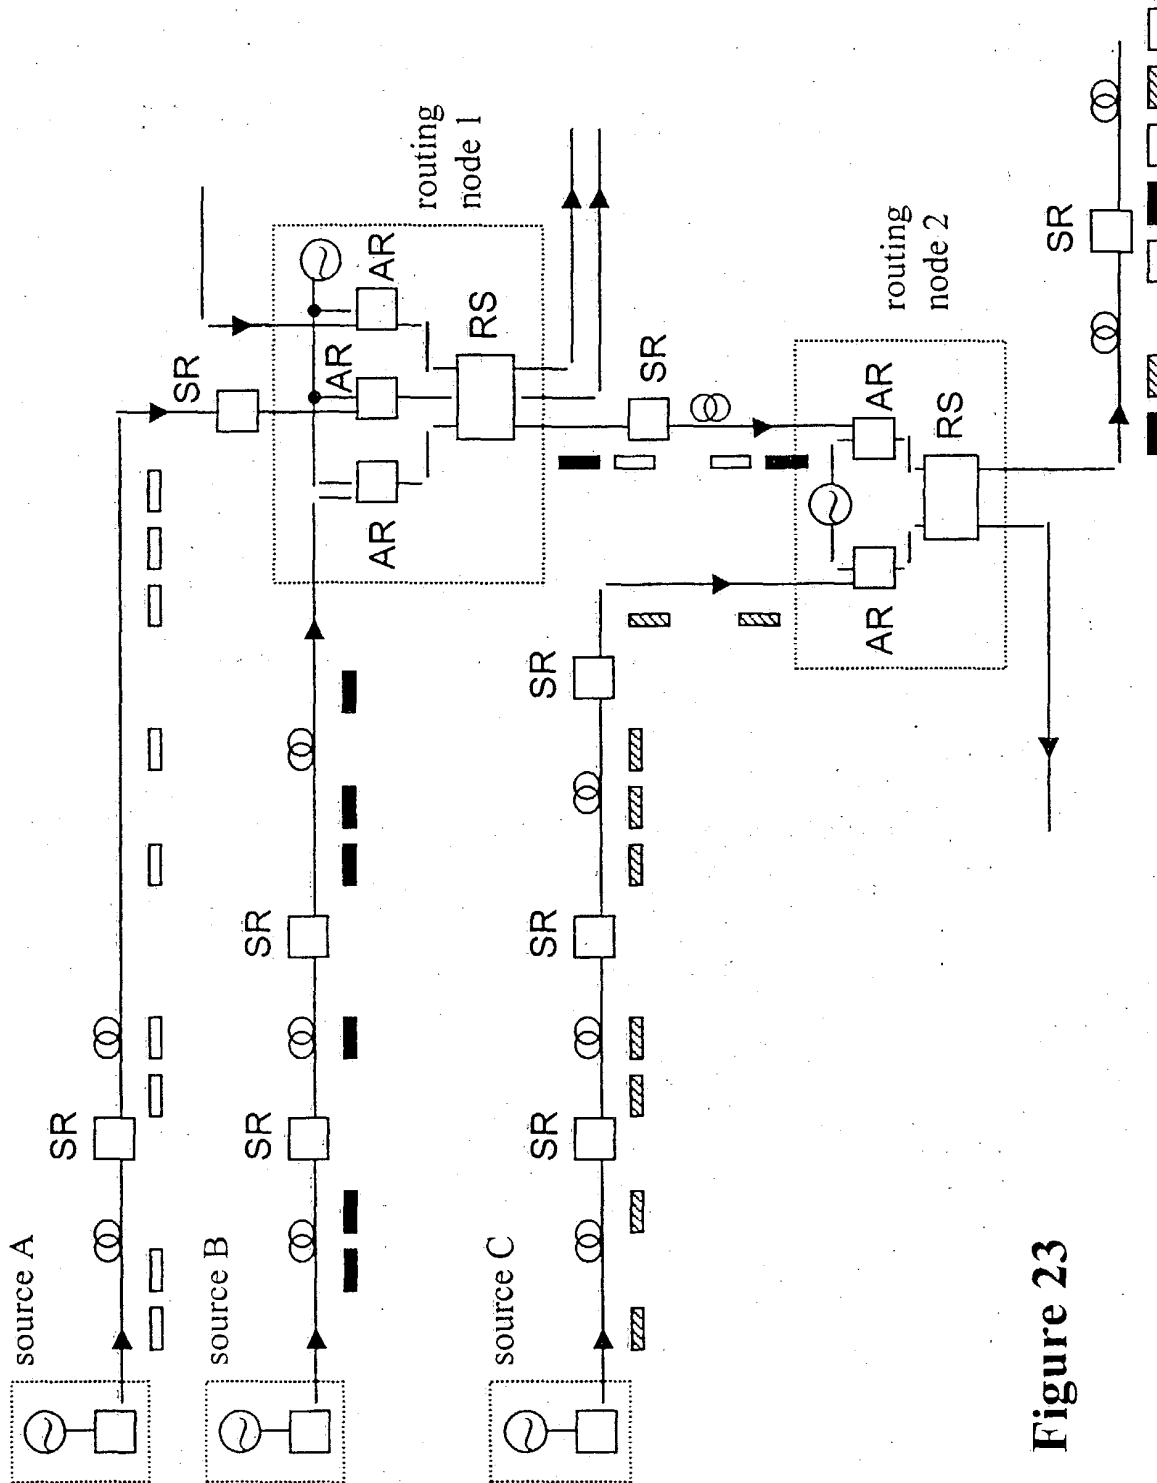 source A
SR
SR
source B
SR
SR
source C
SR
SR
SR
routing
node 1
AR
AR
AR
RS
SR
routing
node 2
AR
AR
RS
SR
Figure 23